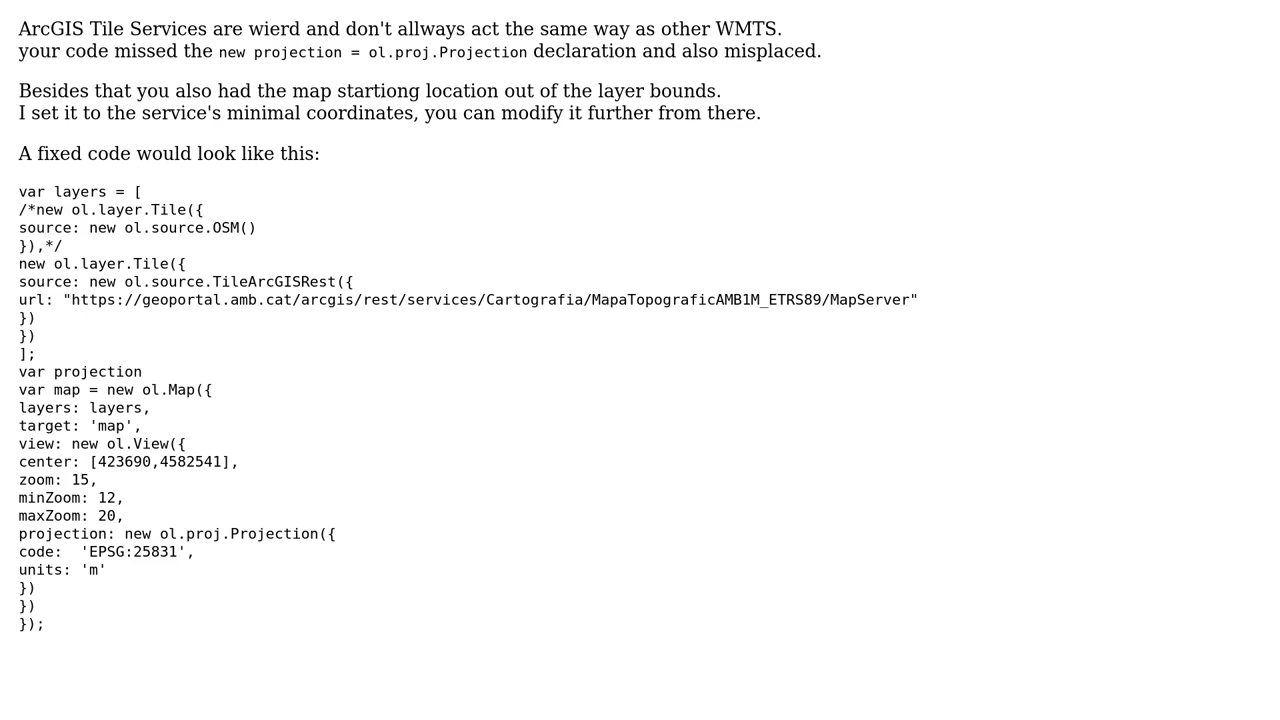 ArcGIS Tile Services are wierd and don't allways act the same way as other WMTS.
your code missed the new projection = ol.proj.Projection declaration and also misplaced.
Besides that you also had the map startiong location out of the layer bounds.
I set it to the service's minimal coordinates, you can modify it further from there.
A fixed code would look like this:
var layers = [
/*new ol.layer.Tile({
source: new ol.source.OSM()
}),*/
new ol.layer.Tile({
source: new ol.source.TileArcGISRest({
url: "https://geoportal.amb.cat/arcgis/rest/services/Cartografia/MapaTopograficAMB1M_ETRS89/MapServer"
})
})
];
var projection
var map = new ol.Map({
layers: layers,
target: 'map',
view: new ol.View({
center: [423690,4582541],
zoom: 15,
minZoom: 12,
maxZoom: 20,
projection: new ol.proj.Projection({
code:  'EPSG:25831',
units: 'm'
})
})
});